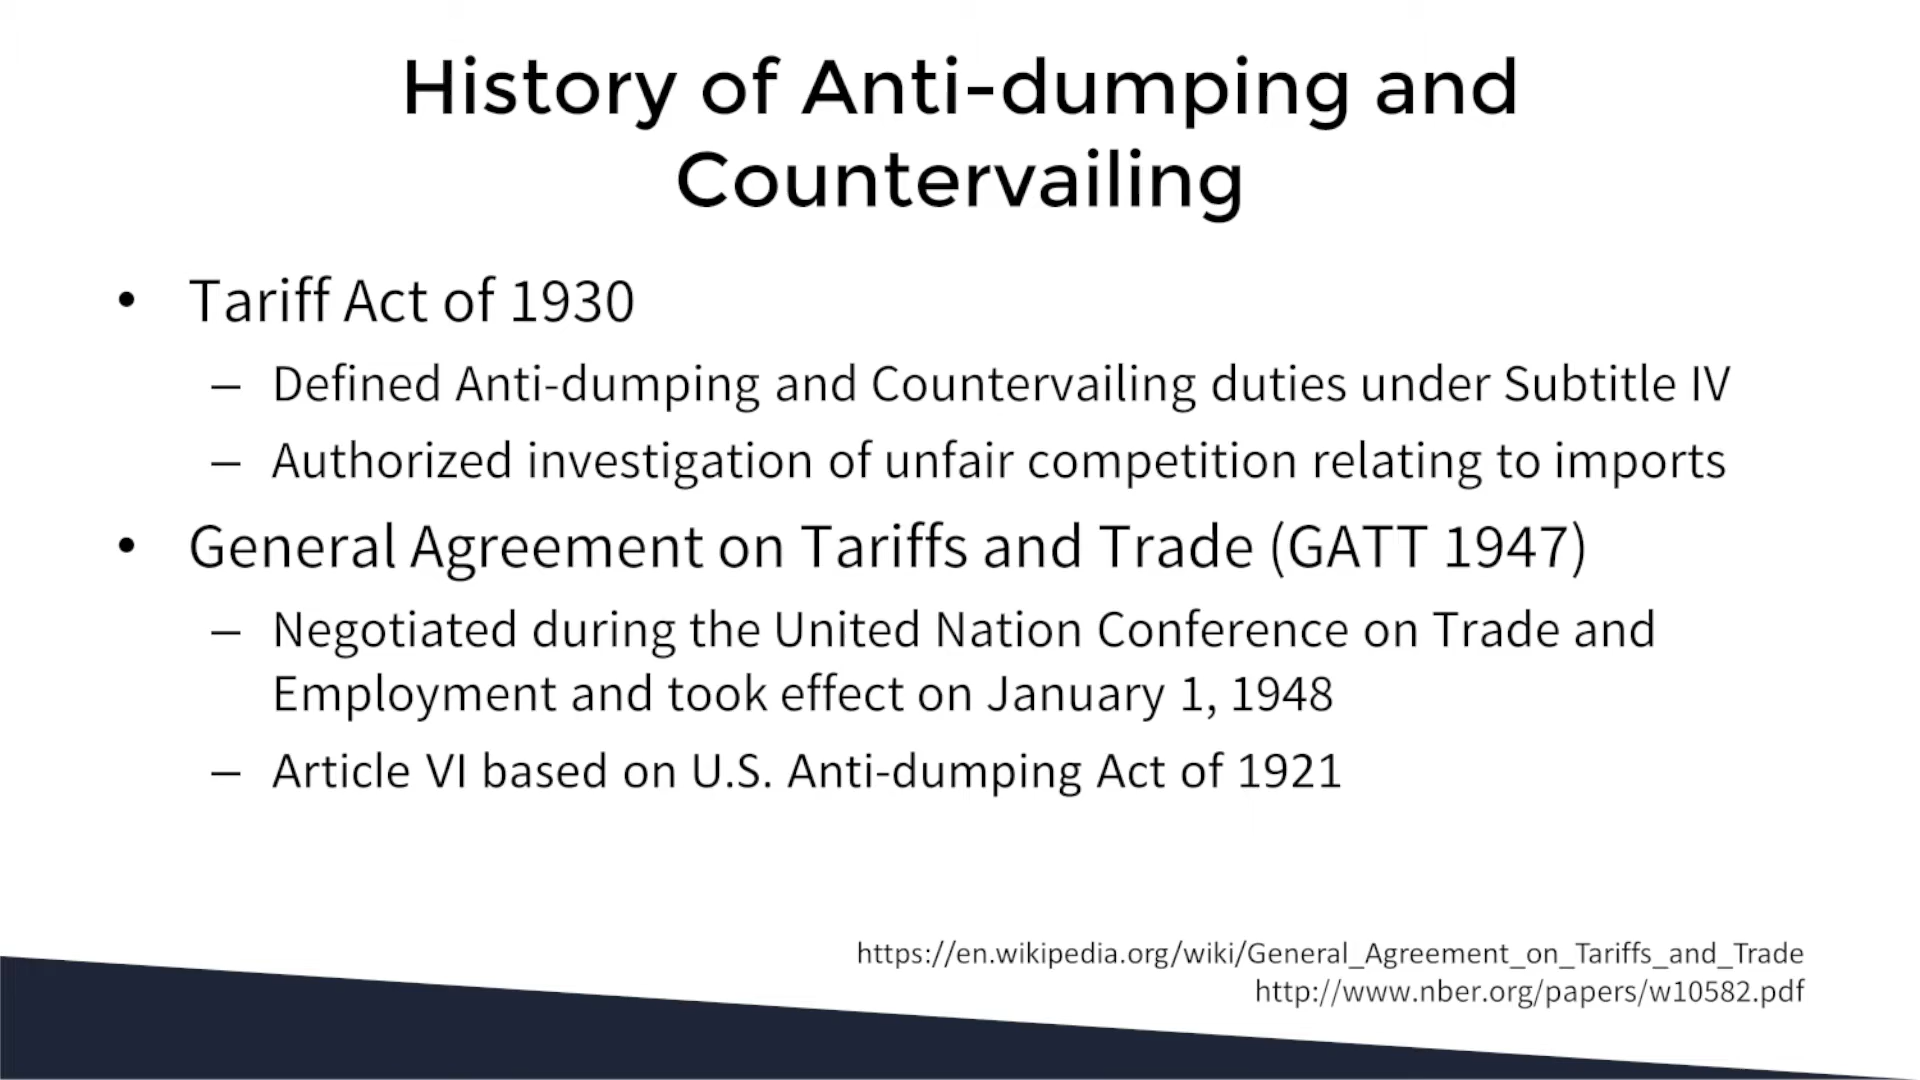 History of Anti-dumping and
Countervailing
• Tariff Act of 1930
– Defined Anti-dumping and Countervailing duties under Subtitle IV
– Authorized investigation of unfair competition relating to imports
• General Agreement on Tariffs and Trade (GATT 1947)
– Negotiated during the United Nation Conference on Trade and
Employment and took effect on January 1, 1948
– Article VI based on U.S. Anti-dumping Act of 1921
https://en.wikipedia.org/wiki/General_Agreement_on_Tariffs_and_Trade
http://www.nber.org/papers/w10582.pdf